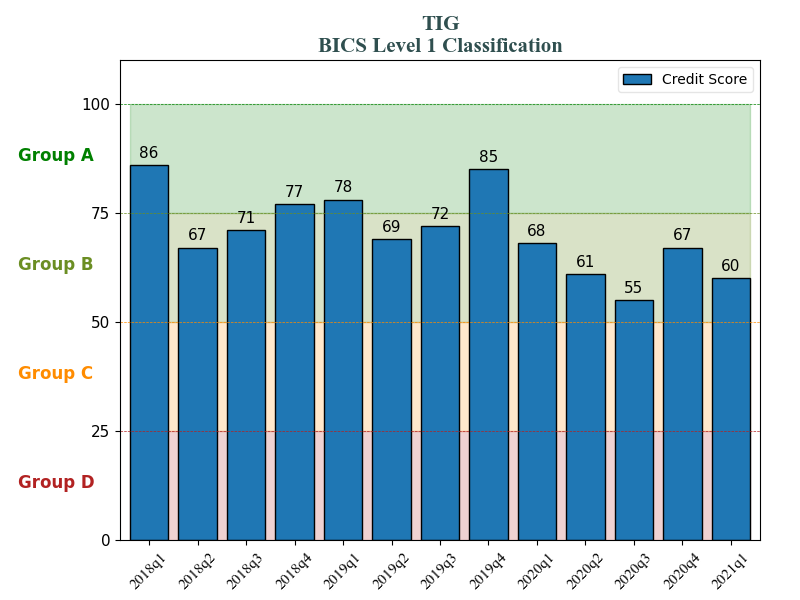 TIG
BICS Level 1 Classification
Credit Score
100
75
50
25
0
Group A
Group B
Group C
Group D
86
67
71
77
78
69
72
85
68
61
55
67
60
2018q1
2018q2
2018q3
2018q4
2019q1
2019q2
2019q3
2019q4
2020q1
2020q2
2020q3
2020q4
2021q1